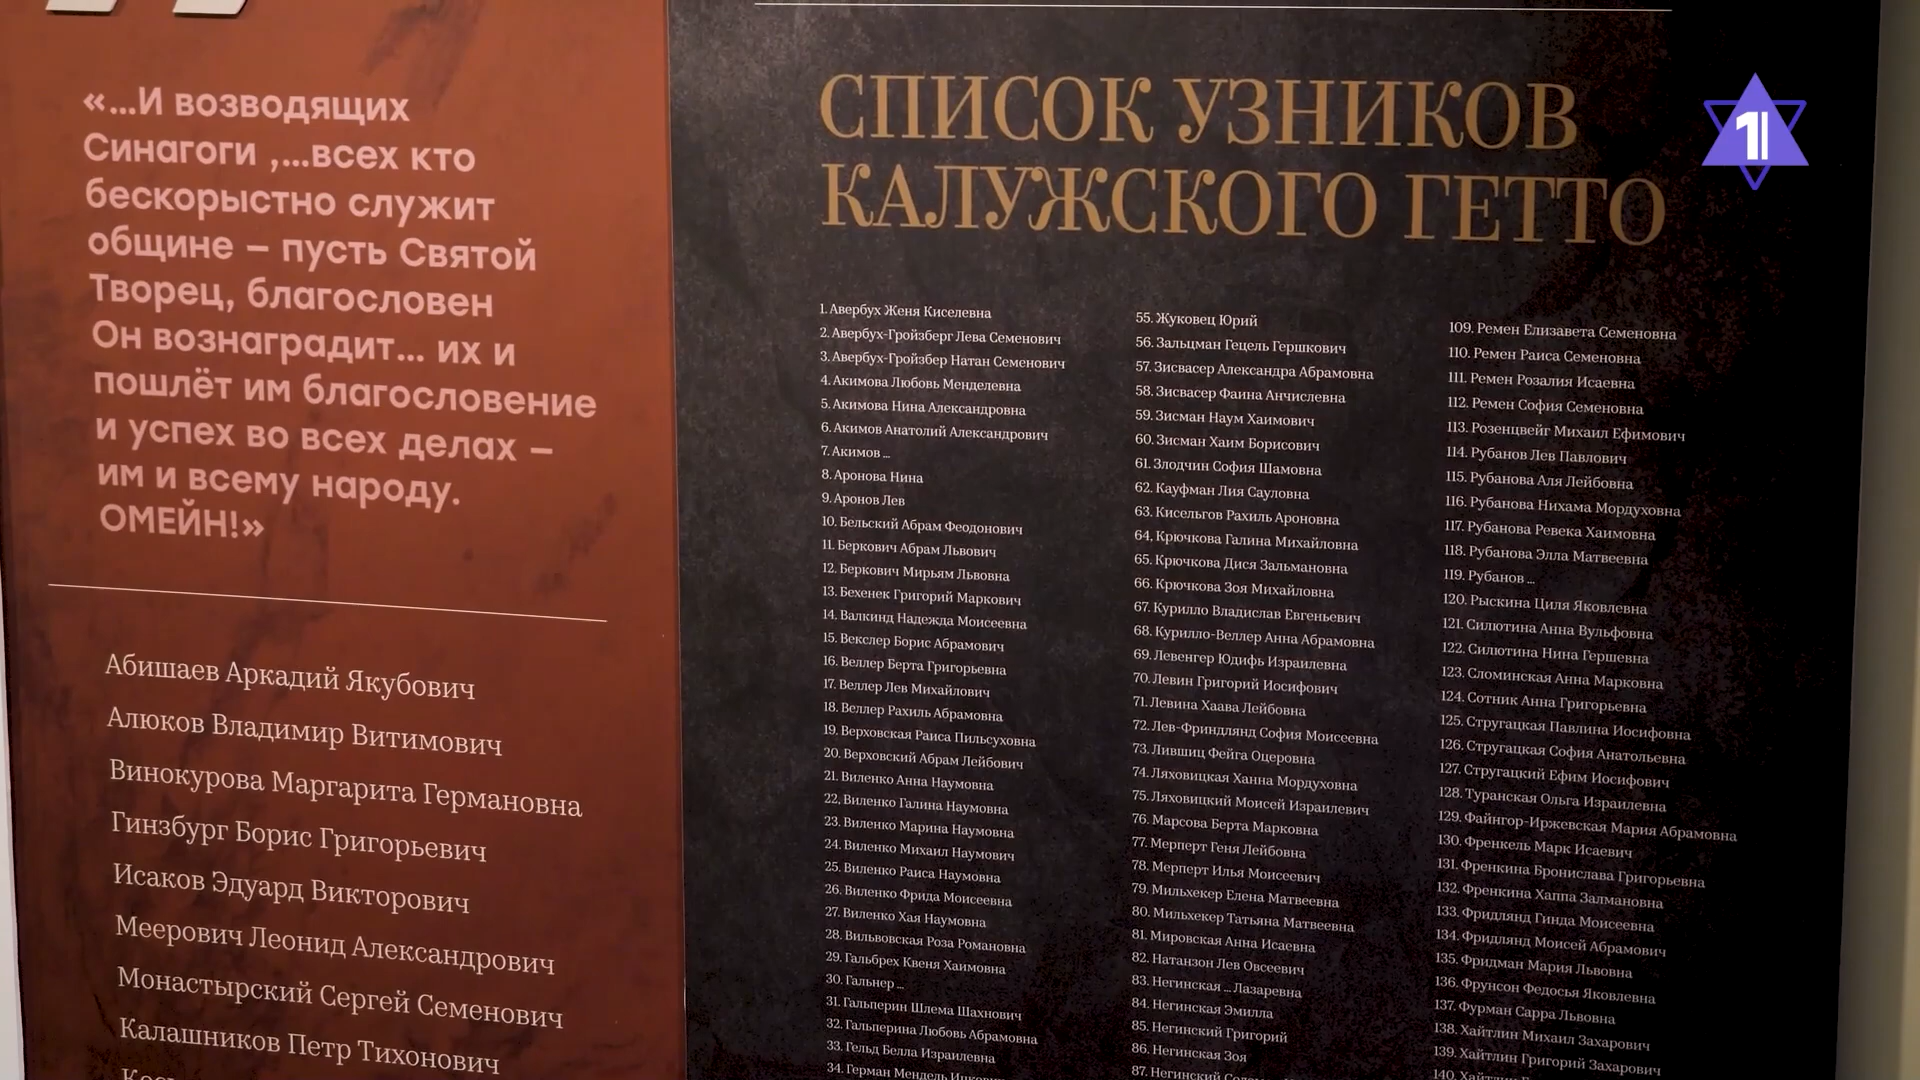 «...И возводящих
Синагоги ,...всех кто
бескорыстно служит
общине – пусть Святой
Творец, благословен
Он вознаградит... их и
пошлёт им благословение
и успех во всех делах –
им и всему народу.
ОМЕЙН!»
Абишаев Аркадий Якубович
Алюков Владимир Витимович
Винокурова Маргарита Германовна
Гинзбург Борис Григорьевич
Исаков Эдуард Викторович
Меерович Леонид Александрович
Монастырский Сергей Семенович
Калашников Петр Тихонович
СПИСОК УЗНИКОВ
КАЛУЖСКОГО ГЕТТО
1. Авербух Женя Киселевна
2. Авербух-Гройзберг Лева Семенович
3. Авербух-Гройзбер Натан Семенович
4. Акимова Любовь Менделевна
5. Акимова Нина Александровна
6. Акимов Анатолий Александрович
7. Акимов ...
8. Аронова Нина
9. Аронов Лев
10. Бельский Абрам Феодонович
11. Беркович Абрам Львович
12. Беркович Мирьям Львовна
13. Бехенек Григорий Маркович
14. Валкинд Надежда Моисеевна
15. Векслер Борис Абрамович
16. Веллер Берта Григорьевна
17. Веллер Лев Михайлович
18. Веллер Рахиль Абрамовна
19. Верховская Раиса Пильсуховна
20. Верховский Абрам Лейбович
21. Виленко Анна Наумовна
22. Виленко Галина Наумовна
23. Виленко Марина Наумовна
24. Виленко Михаил Наумович
25. Виленко Раиса Наумовна
26. Виленко Фрида Моисеевна
27. Виленко Хая Наумовна
28. Вильвовская Роза Романовна
29. Гальбрех Квеня Хаимовна
30. Гальнер ...
31. Гальперин Шлема Шахнович
32. Гальперина Любовь Абрамовна
33. Гельд Белла Израилевна
34. Герман Мендель
55. Жуковец Юрий
56. Зальцман Гецель Гершкович
57. Зисвасер Александра Абрамовна
58. Зисвасер Фаина Анчислевна
59. Зисман Наум Хаимович
60. Зисман Хаим Борисович
61. Злодчин София Шамовна
62. Кауфман Лия Сауловна
63. Кисельгов Рахиль Ароновна
64. Крючкова Галина Михайловна
65. Крючкова Дися Зальмановна
66. Крючкова Зоя Михайловна
67. Курилло Владислав Евгеньевич
68. Курилло-Веллер Анна Абрамовна
69. Левенгер Юдифь Израилевна
70. Левин Григорий Иосифович
71. Левина Хаава Лейбовна
72. Лев-Фриндлянд София Моисеевна
73. Лившиц Фейга Оцеровна
74. Ляховицкая Ханна Мордуховна
75. Ляховицкий Моисей Израилевич
76. Марсова Берта Марковна
77. Мерперт Геня Лейбовна
78. Мерперт Илья Моисеевич
79. Мильхекер Елена Матвеевна
80. Мильхекер Татьяна Матвеевна
81. Мировская Анна Исаевна
82. Натанзон Лев Овсеевич
83. Негинская ... Лазаревна
84. Негинская Эмилла
85. Негинский Григорий
86. Негинская Зоя
87. Негинский
109. Ремен Елизавета Семеновна
110. Ремен Раиса Семеновна
111. Ремен Розалия Исаевна
112. Ремен София Семеновна
113. Розенцвейг Михаил Ефимович
114. Рубанов Лев Павлович
115. Рубанова Аля Лейбовна
116. Рубанова Нихама Мордуховна
117. Рубанова Ревека Хаимовна
118. Рубанова Элла Матвеевна
119. Рубанов ...
120. Рыскина Циля Яковлевна
121. Силютина Анна Вульфовна
122. Силютина Нина Гершевна
123. Сломинская Анна Марковна
124. Сотник Анна Григорьевна
125. Стругацкая Павлина Иосифовна
126. Стругацкая София Анатольевна
127. Стругацкий Ефим Иосифович
128. Туранская Ольга Израилевна
129. Файнгор-Иржевская Мария Абрамовна
130. Френкель Марк Исаевич
131. Френкина Бронислава Григорьевна
132. Френкина Хаппа Залмановна
133. Фридлянд Гинда Моисеевна
134. Фридлянд Моисей Абрамович
135. Фридман Мария Львовна
136. Фрунсон Федосья Яковлевна
137. Фурман Сарра Львовна
138. Хайтлин Михаил Захарович
139. Хайтлин Григорий Захарович
140. Хайтлин
1